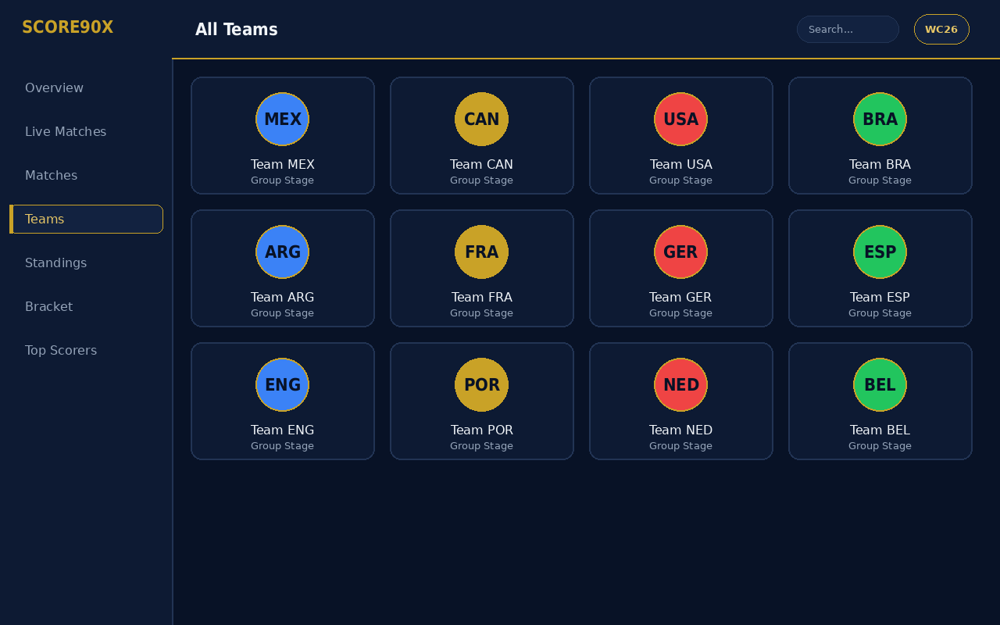 SCORE90X
All Teams
Search...
WC26
Overview
Live Matches
Matches
Teams
Standings
Bracket
Top Scorers
MEX
Team MEX
Group Stage
CAN
Team CAN
Group Stage
USA
Team USA
Group Stage
BRA
Team BRA
Group Stage
ARG
Team ARG
Group Stage
FRA
Team FRA
Group Stage
GER
Team GER
Group Stage
ESP
Team ESP
Group Stage
ENG
Team ENG
Group Stage
POR
Team POR
Group Stage
NED
Team NED
Group Stage
BEL
Team BEL
Group Stage